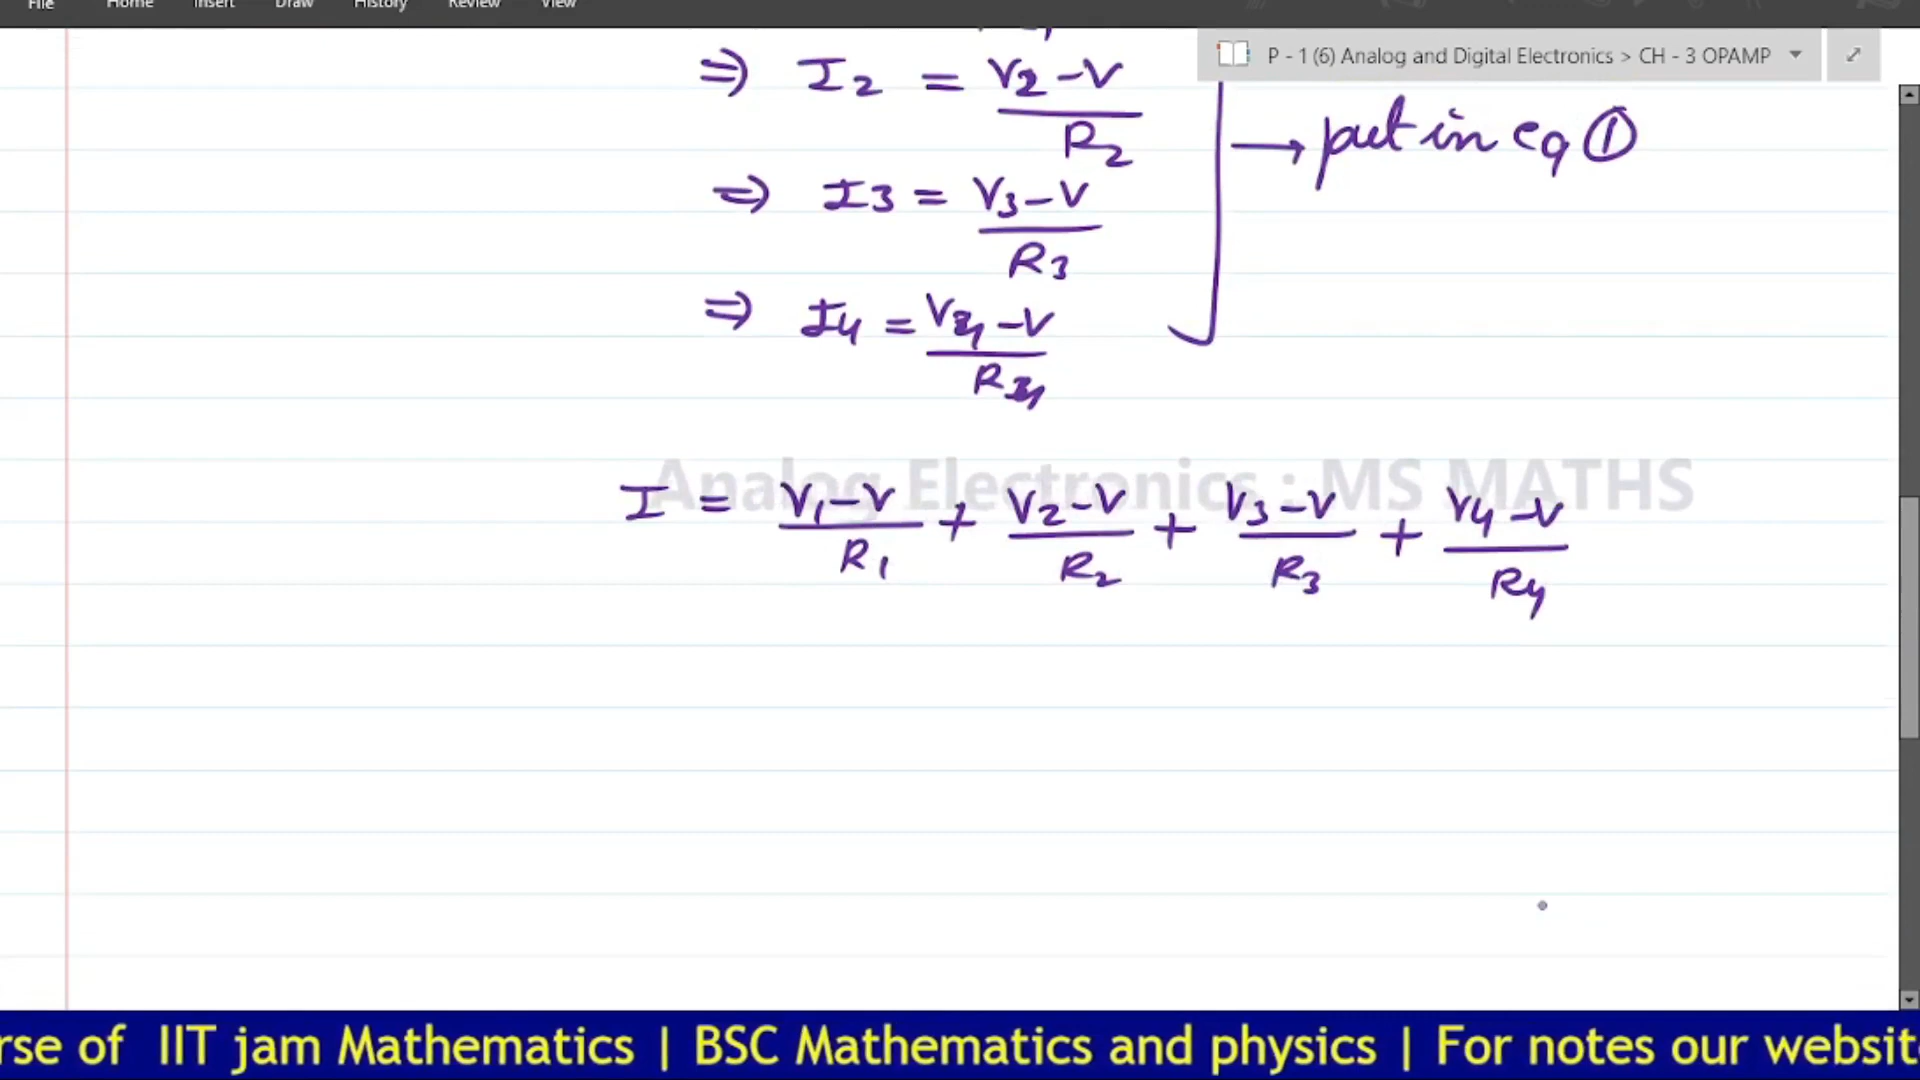 File Home Insert Draw History Review View
P - 1 (6) Analog and Digital Electronics > CH - 3 OPAMP
⇒ I2 = V2-V / R2
→ put in eq ①
⇒ I3 = V3-V / R3
⇒ I4 = V4-V / R4
Analog Electronics : MS MATHS
I = V1-V / R1 + V2-V / R2 + V3-V / R3 + V4-V / R4
rse of IIT jam Mathematics | BSC Mathematics and physics | For notes our website